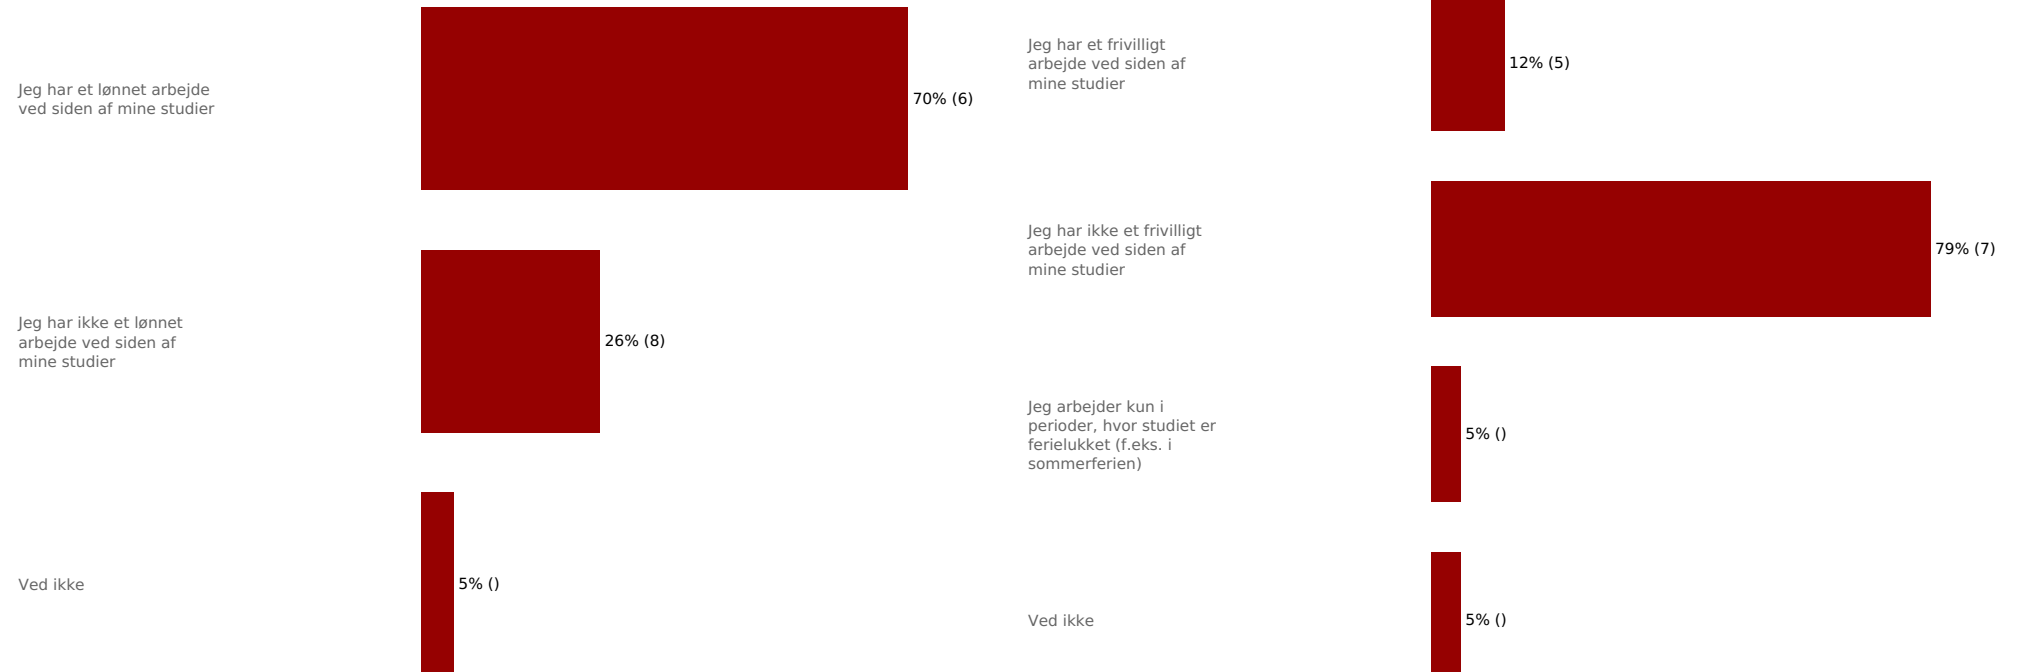 Jeg har et lønnet arbejde
ved siden af mine studier
70% (6)
Jeg har ikke et lønnet
arbejde ved siden af
mine studier
26% (8)
Ved ikke
5% ()
Jeg har et frivilligt
arbejde ved siden af
mine studier
12% (5)
Jeg har ikke et frivilligt
arbejde ved siden af
mine studier
79% (7)
Jeg arbejder kun i
perioder, hvor studiet er
ferielukket (f.eks. i
sommerferien)
5% ()
Ved ikke
5% ()